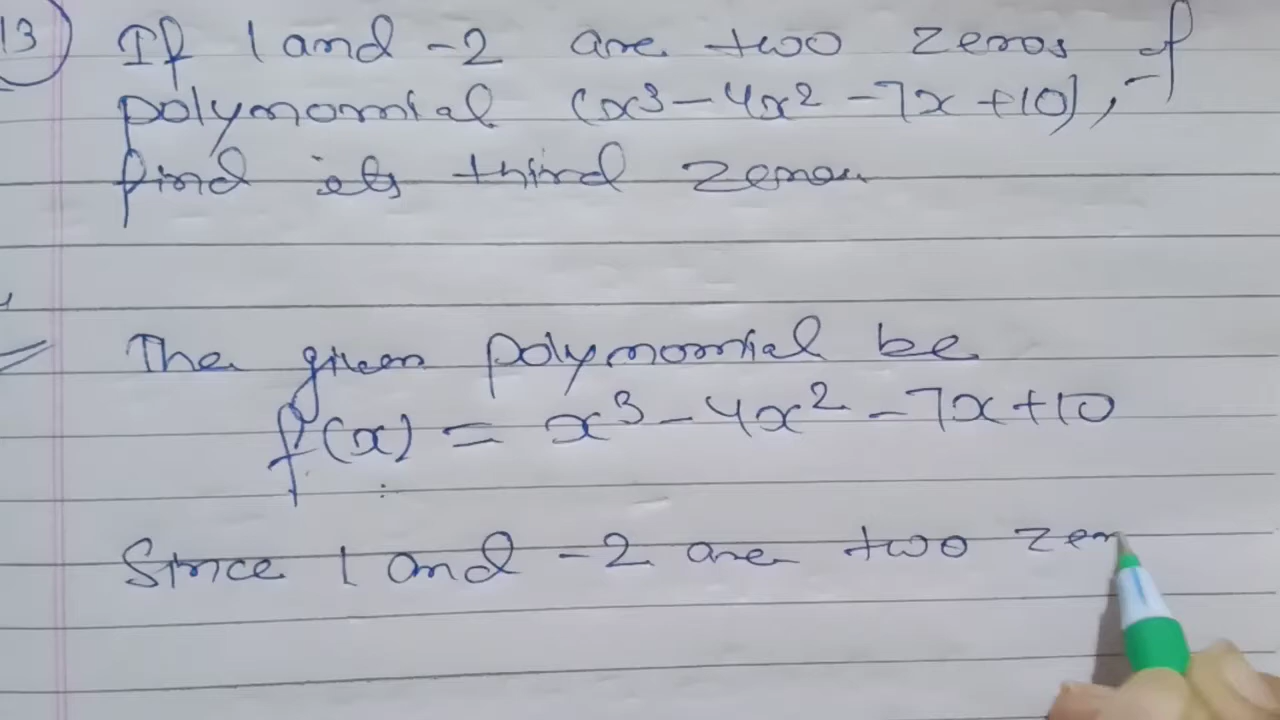 13 If 1 and -2 are two zeros of
polynomial (x³-4x²-7x+10),
find its third zero.
The given polynomial be
f(x) = x³-4x²-7x+10
Since 1 and -2 are two zer